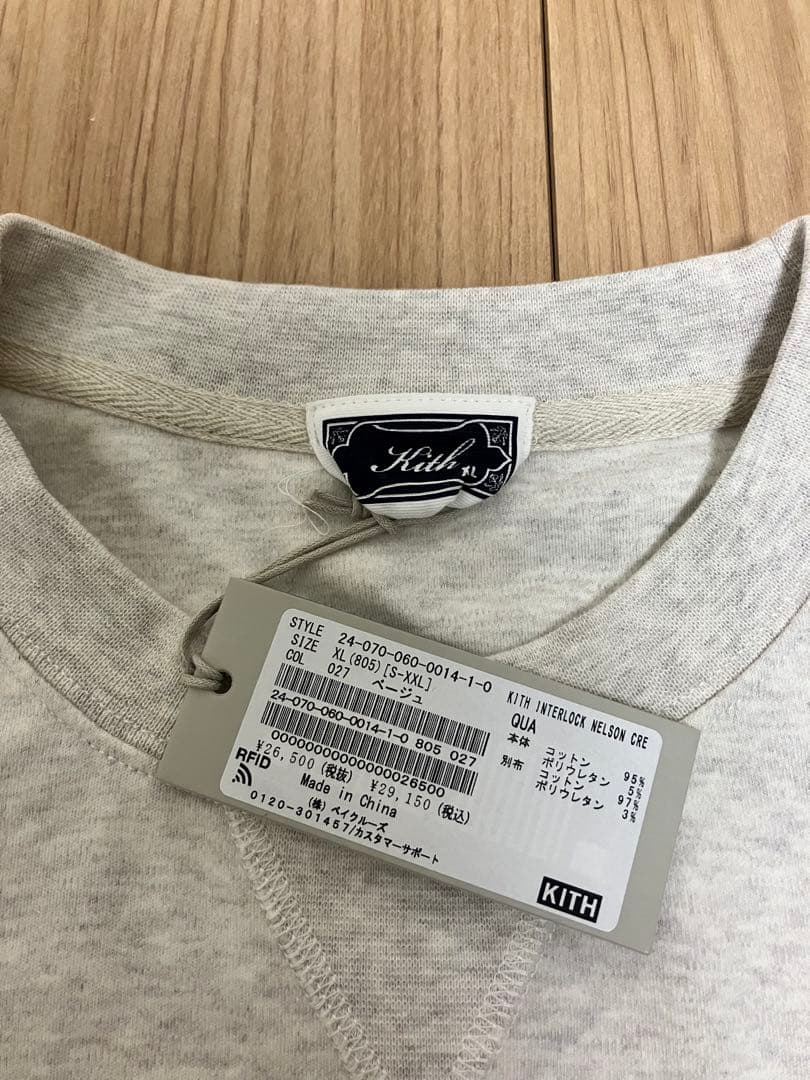 Kith XL
STYLE 24-070-060-0014-1-0
SIZE XL(805)[S-XXL]
COL 027 ベージュ
24-070-060-0014-1-0 805 027
00000000000000026500
¥26,500(税抜) ¥29,150(税込)
RFID
Made in China
(株)ベイクルーズ
0120-301457/カスタマーサポート
KITH INTERLOCK NELSON CRE
QUA
本体 コットン 95%
ポリウレタン 5%
別布 コットン 97%
ポリウレタン 3%
KITH